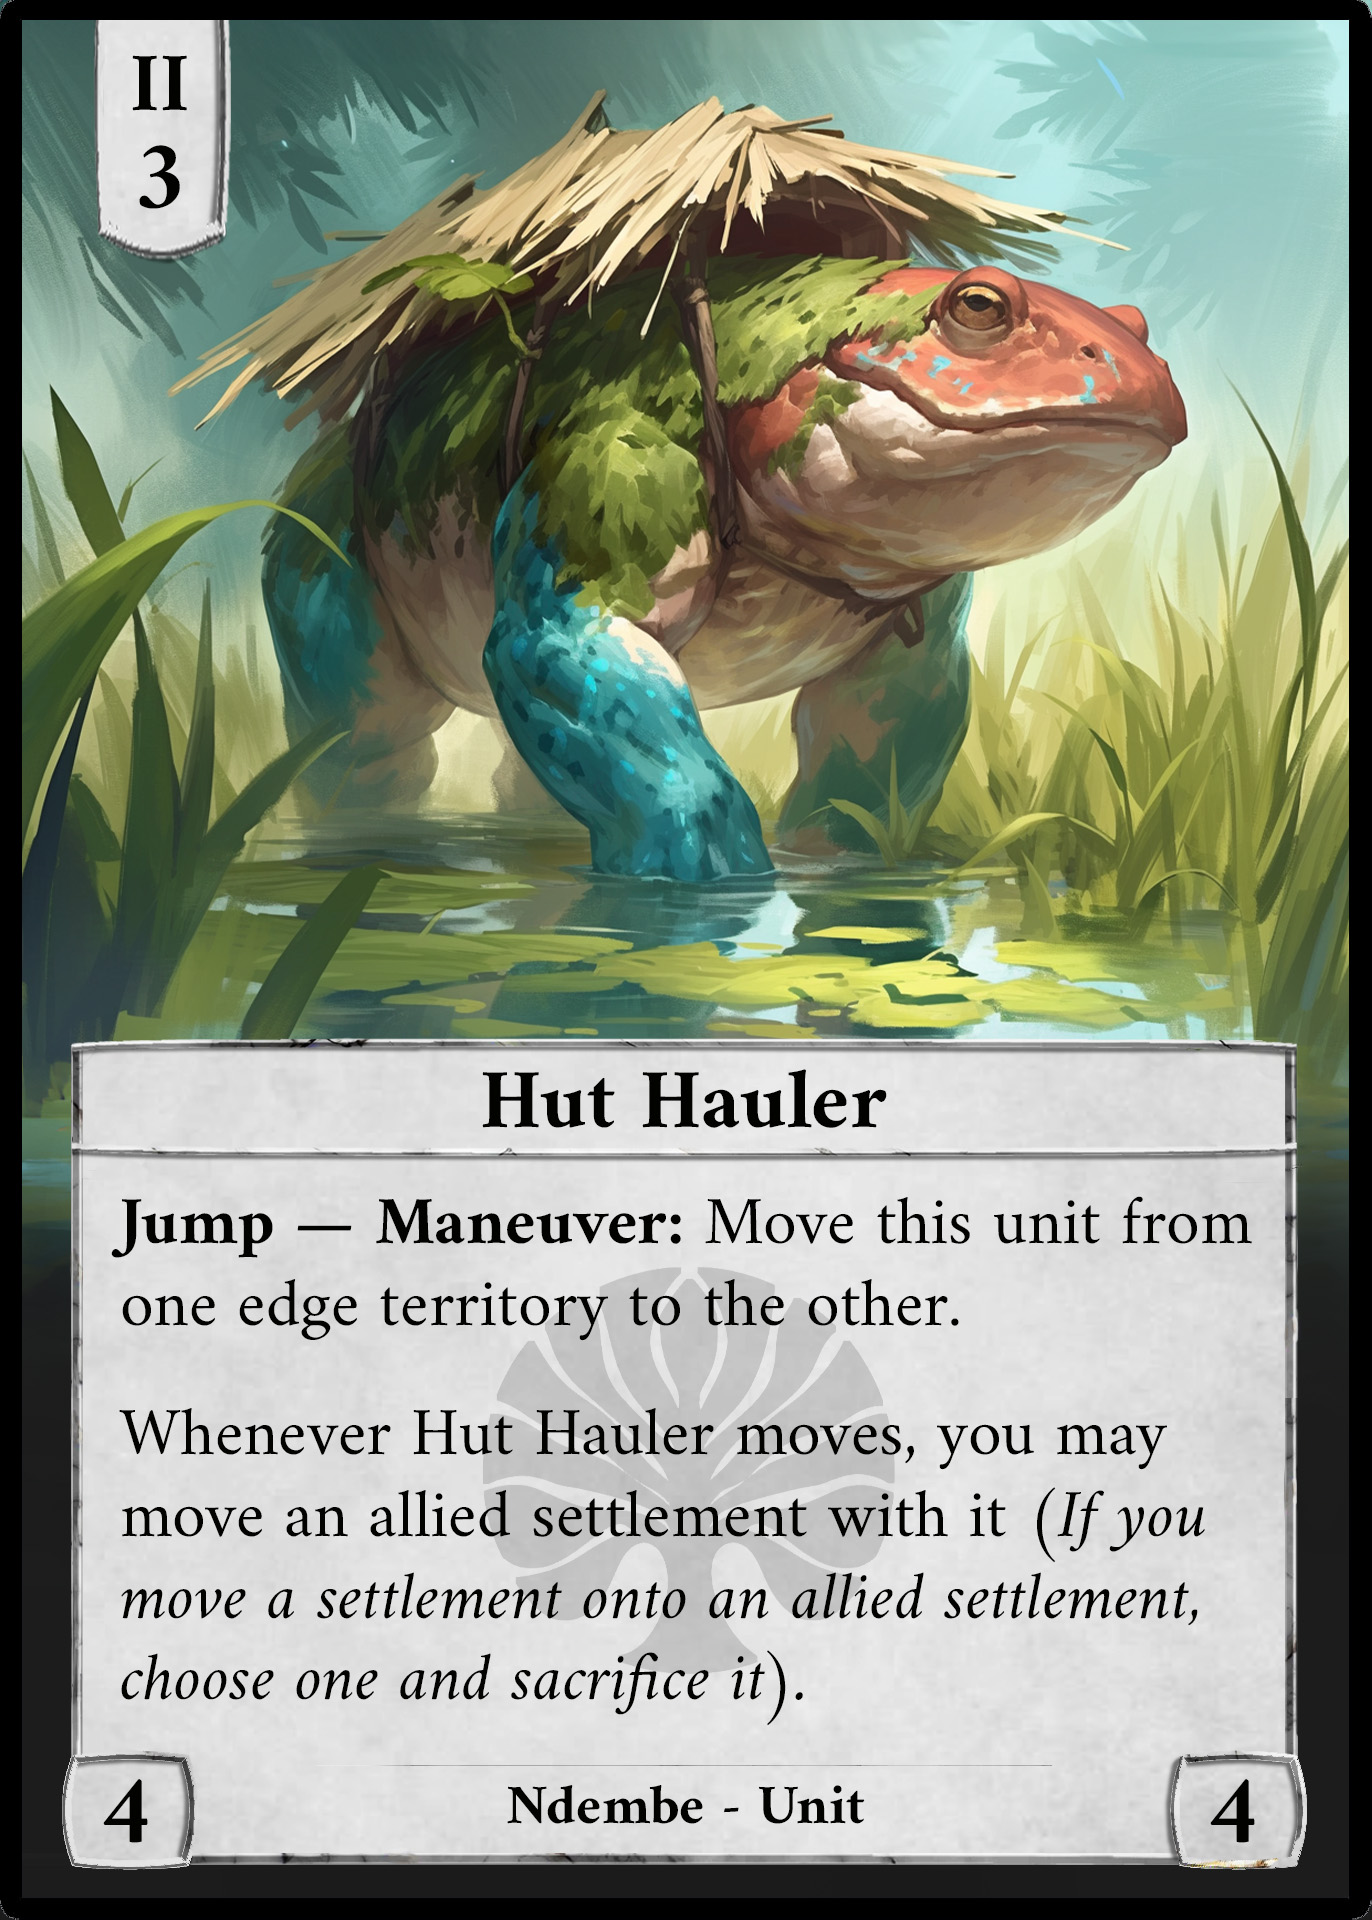 II
3
Hut Hauler
Jump — Maneuver: Move this unit from
one edge territory to the other.
Whenever Hut Hauler moves, you may
move an allied settlement with it (If you
move a settlement onto an allied settlement,
choose one and sacrifice it).
4
Ndembe - Unit
4